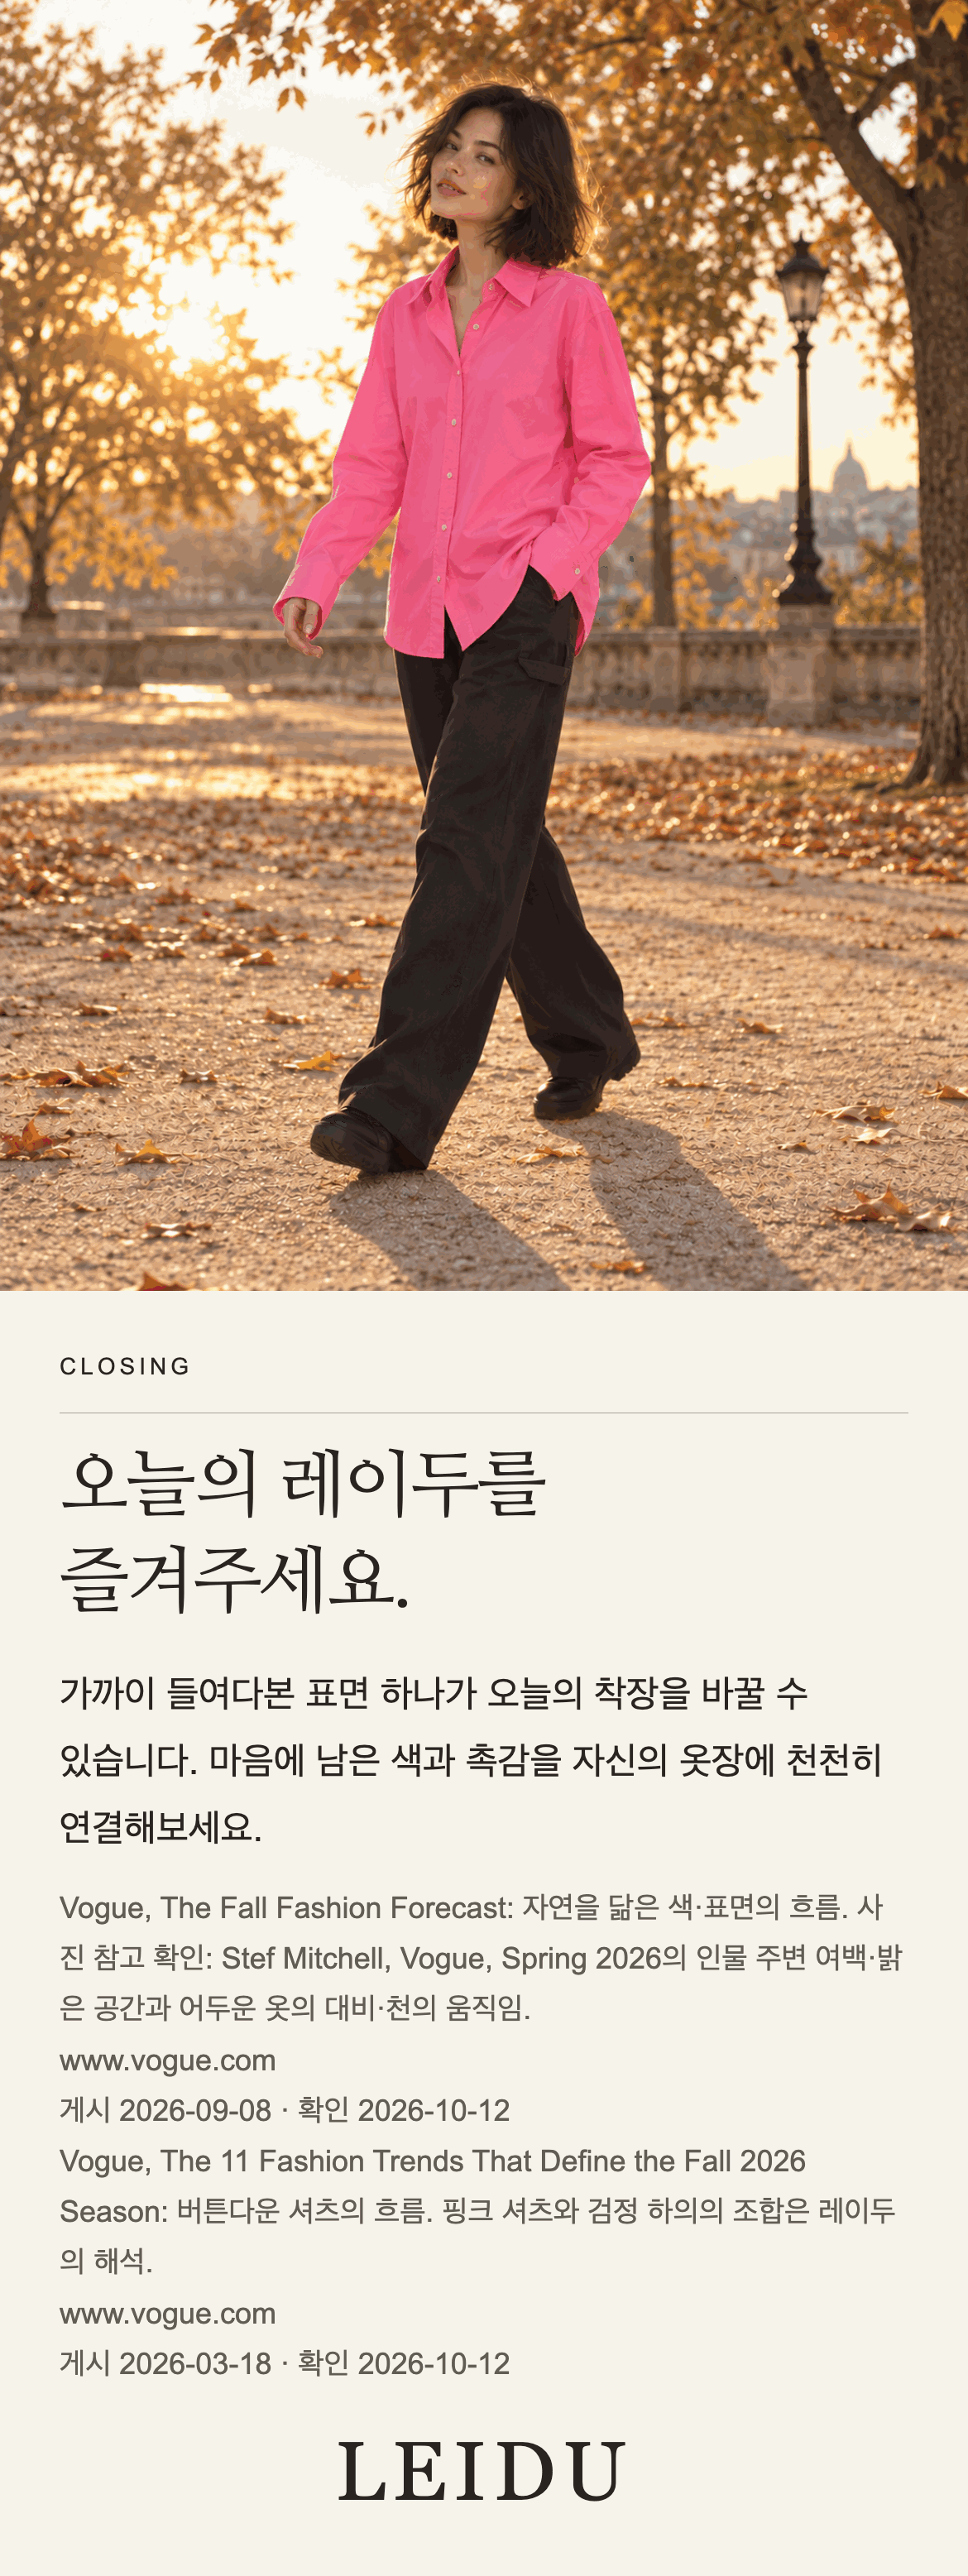 CLOSING
오늘의 레이두를
즐겨주세요.
가까이 들여다본 표면 하나가 오늘의 착장을 바꿀 수
있습니다. 마음에 남은 색과 촉감을 자신의 옷장에 천천히
연결해보세요.
Vogue, The Fall Fashion Forecast: 자연을 닮은 색·표면의 흐름. 사
진 참고 확인: Stef Mitchell, Vogue, Spring 2026의 인물 주변 여백·밝
은 공간과 어두운 옷의 대비·천의 움직임.
www.vogue.com
게시 2026-09-08 · 확인 2026-10-12
Vogue, The 11 Fashion Trends That Define the Fall 2026
Season: 버튼다운 셔츠의 흐름. 핑크 셔츠와 검정 하의의 조합은 레이두
의 해석.
www.vogue.com
게시 2026-03-18 · 확인 2026-10-12
LEIDU